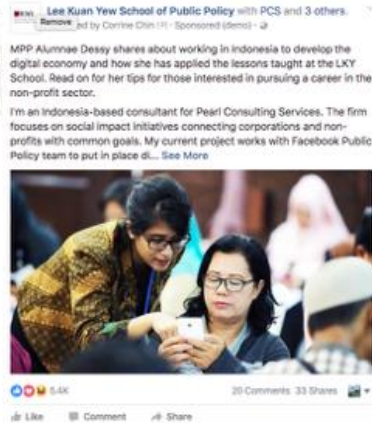 Lee Kuan Yew School of Public Policy with PCS and 3 others.
Remove
ed by Corrine Chin · Sponsored (demo) ·
MPP Alumnae Dessy shares about working in Indonesia to develop the
digital economy and how she has applied the lessons taught at the LKY
School. Read on for her tips for those interested in pursuing a career in the
non-profit sector.
I'm an Indonesia-based consultant for Pearl Consulting Services. The firm
focuses on social impact initiatives connecting corporations and non-
profits with common goals. My current project works with Facebook Public
Policy team to put in place di... See More
5.4K
20 Comments 33 Shares
Like Comment Share